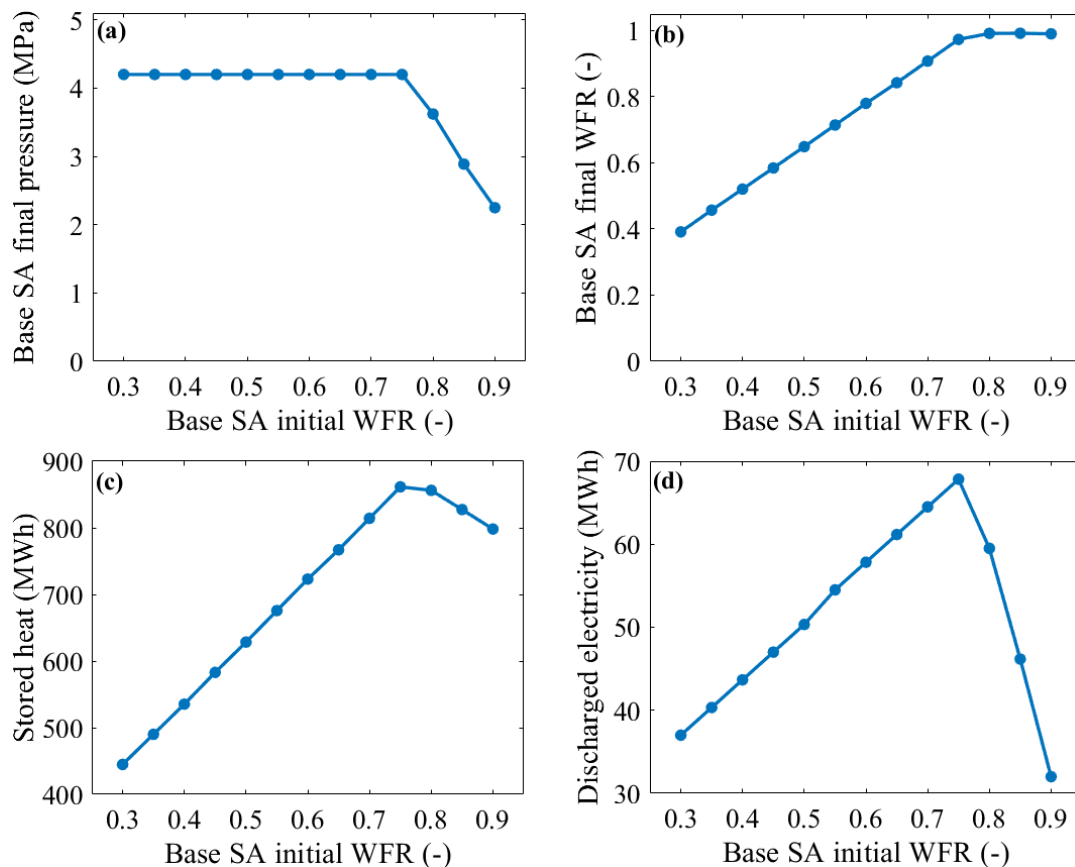 (a)
Base SA final pressure (MPa)
5
4
3
2
1
0
0.3 0.4 0.5 0.6 0.7 0.8 0.9
Base SA initial WFR (-)
(b)
Base SA final WFR (-)
1
0.8
0.6
0.4
0.2
0
0.3 0.4 0.5 0.6 0.7 0.8 0.9
Base SA initial WFR (-)
(c)
Stored heat (MWh)
900
800
700
600
500
400
0.3 0.4 0.5 0.6 0.7 0.8 0.9
Base SA initial WFR (-)
(d)
Discharged electricity (MWh)
70
60
50
40
30
0.3 0.4 0.5 0.6 0.7 0.8 0.9
Base SA initial WFR (-)